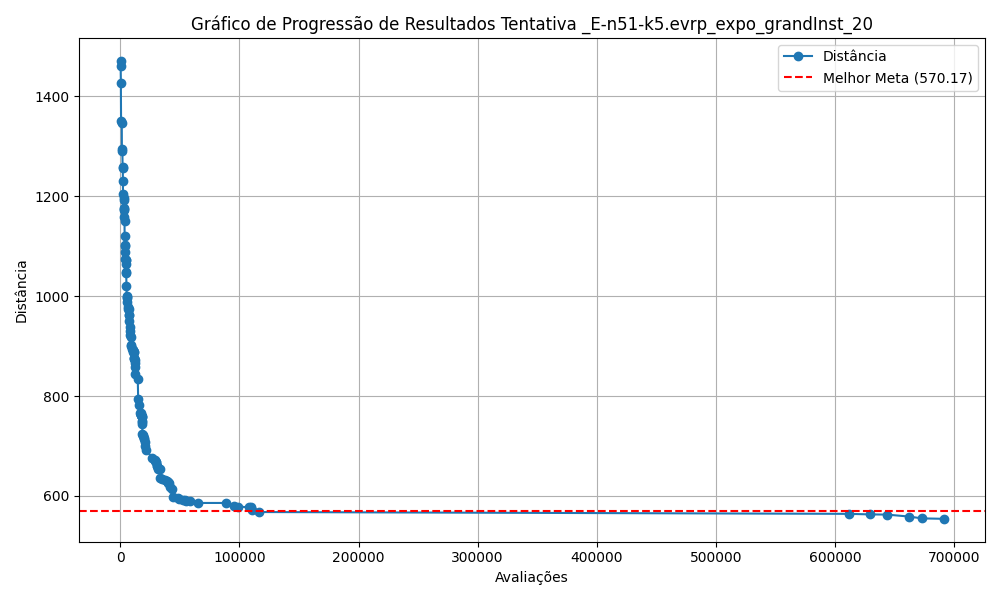 Gráfico de Progressão de Resultados Tentativa _E-n51-k5.evrp_expo_grandInst_20
Distância
Melhor Meta (570.17)
1400
1200
1000
800
600
Distância
0
100000
200000
300000
400000
500000
600000
700000
Avaliações